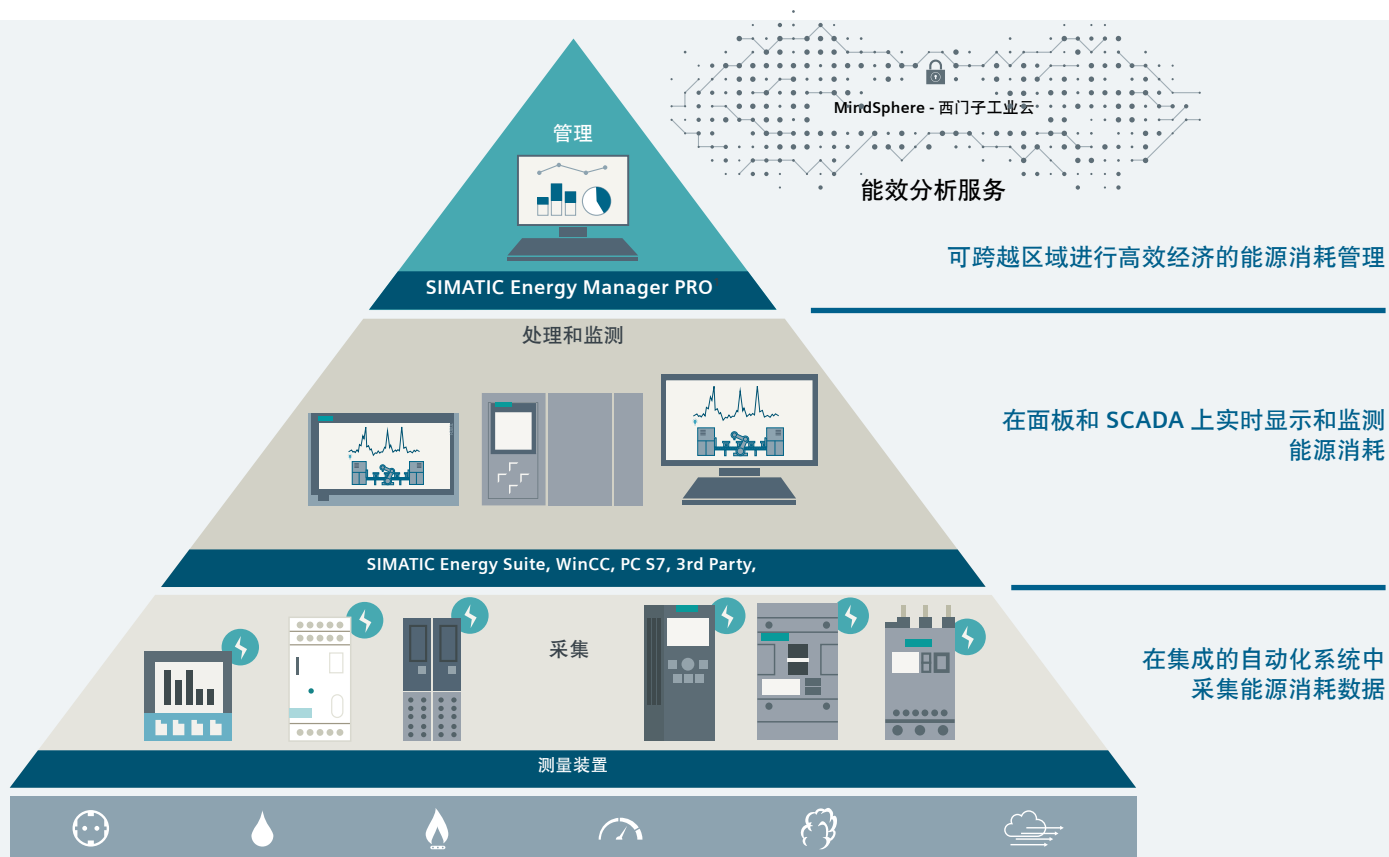 MindSphere - 西门子工业云
管理
能效分析服务
可跨越区域进行高效经济的能源消耗管理
SIMATIC Energy Manager PRO
处理和监测
在面板和 SCADA 上实时显示和监测
能源消耗
SIMATIC Energy Suite, WinCC, PC S7, 3rd Party,
采集
在集成的自动化系统中
采集能源消耗数据
测量装置